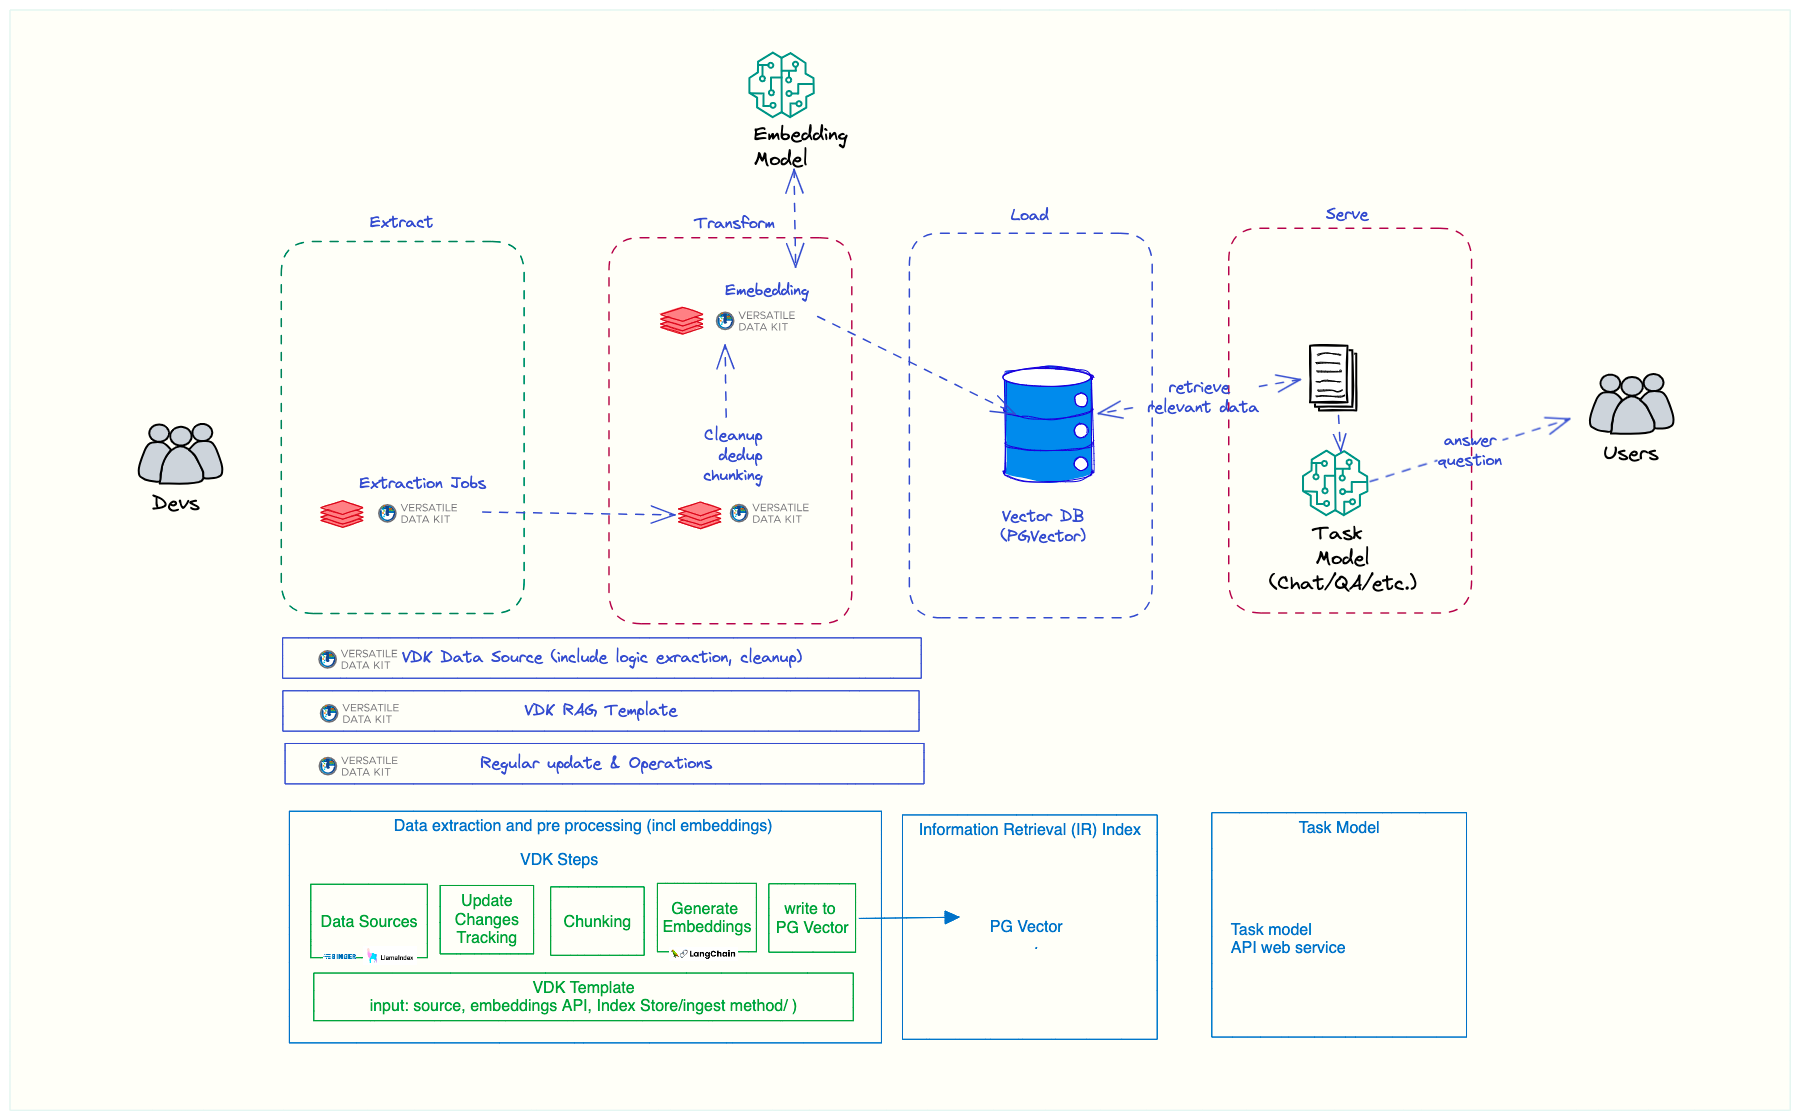 Embedding
Model
Extract
Transform
Load
Serve
Emebedding
VERSATILE
DATA KIT
Cleanup
dedup
chunking
retrieve
relevant data
answer
question
Users
Devs
Extraction Jobs
VERSATILE
DATA KIT
VERSATILE
DATA KIT
Vector DB
(PGVector)
Task
Model
(Chat/QA/etc.)
VERSATILE
DATA KIT
VDK Data Source (include logic extraction, cleanup)
VERSATILE
DATA KIT
VDK RAG Template
VERSATILE
DATA KIT
Regular update & Operations
Data extraction and pre processing (incl embeddings)
VDK Steps
Data Sources
LlamaIndex
Update
Changes
Tracking
Chunking
Generate
Embeddings
LangChain
write to
PG Vector
VDK Template
input: source, embeddings API, Index Store/ingest method/ )
Information Retrieval (IR) Index
PG Vector
.
Task Model
Task model
API web service